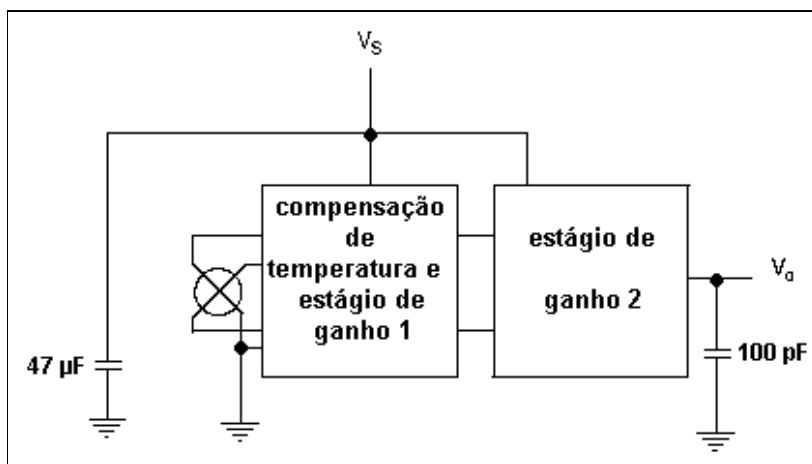 V_S
compensação
de
temperatura e
estágio de
ganho 1
estágio de
ganho 2
V_o
47 µF
100 pF